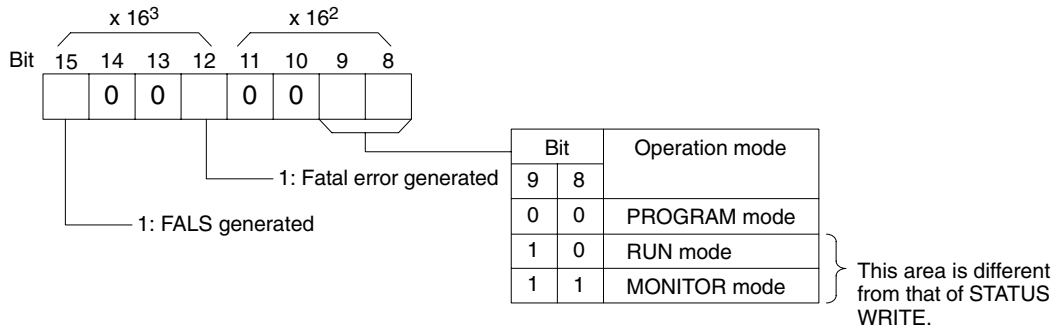 x 16³ x 16²
Bit 15 14 13 12 11 10 9 8
0 0 0 0
Bit Operation mode
9 8
0 0 PROGRAM mode
1 0 RUN mode
1 1 MONITOR mode
1: Fatal error generated
1: FALS generated
This area is different
from that of STATUS
WRITE.